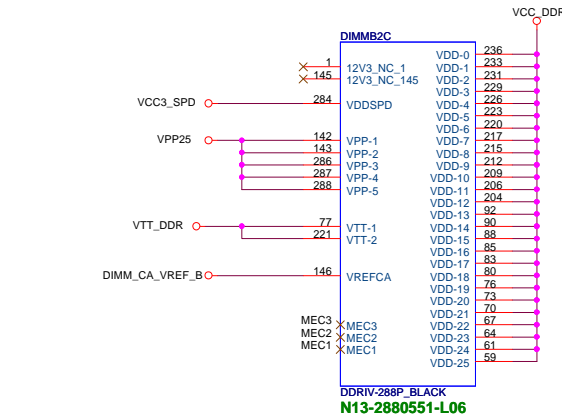 VCC_DDR
DIMMB2C
1 12V3_NC_1
145 12V3_NC_145
VCC3_SPD 284 VDDSPD
VPP25 142 VPP-1
143 VPP-2
286 VPP-3
287 VPP-4
288 VPP-5
VTT_DDR 77 VTT-1
221 VTT-2
DIMM_CA_VREF_B 146 VREFCA
MEC3 MEC3
MEC2 MEC2
MEC1 MEC1
VDD-0 236
VDD-1 233
VDD-2 231
VDD-3 229
VDD-4 226
VDD-5 223
VDD-6 220
VDD-7 217
VDD-8 215
VDD-9 212
VDD-10 209
VDD-11 206
VDD-12 204
VDD-13 92
VDD-14 90
VDD-15 88
VDD-16 85
VDD-17 83
VDD-18 80
VDD-19 76
VDD-20 73
VDD-21 70
VDD-22 67
VDD-23 64
VDD-24 61
VDD-25 59
DDRIV-288P_BLACK
N13-2880551-L06